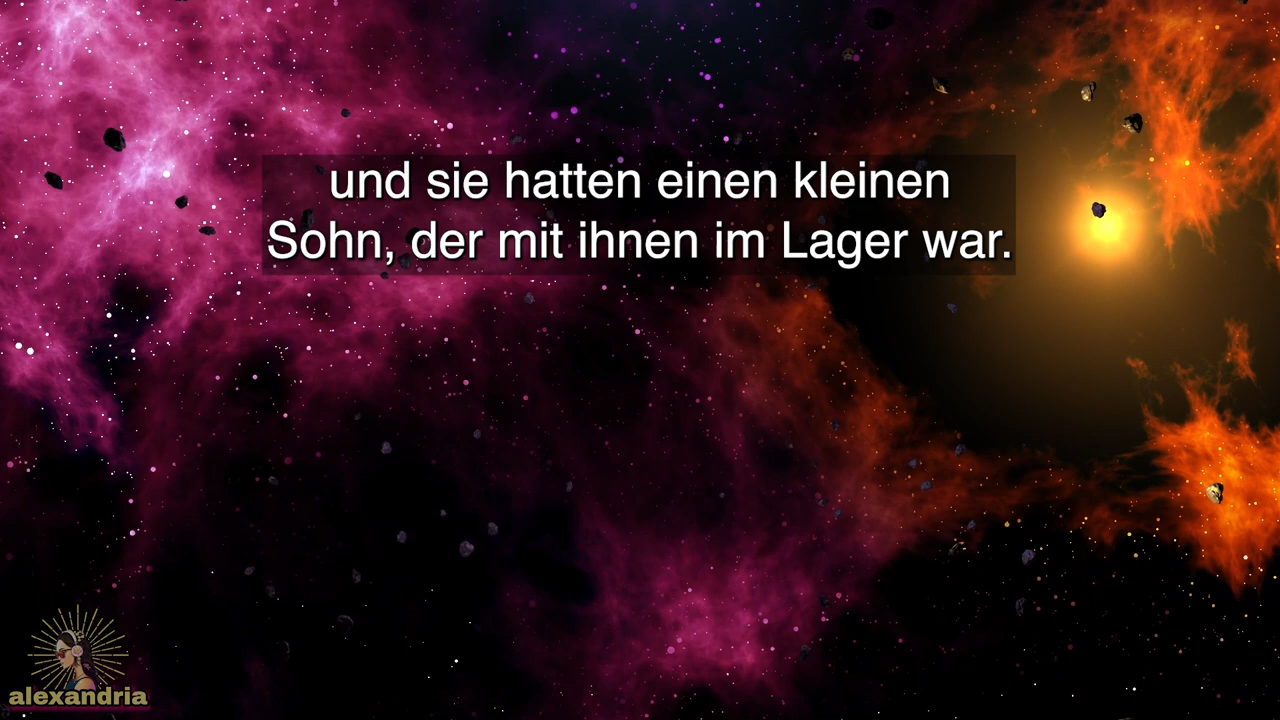 und sie hatten einen kleinen
Sohn, der mit ihnen im Lager war.
alexandria